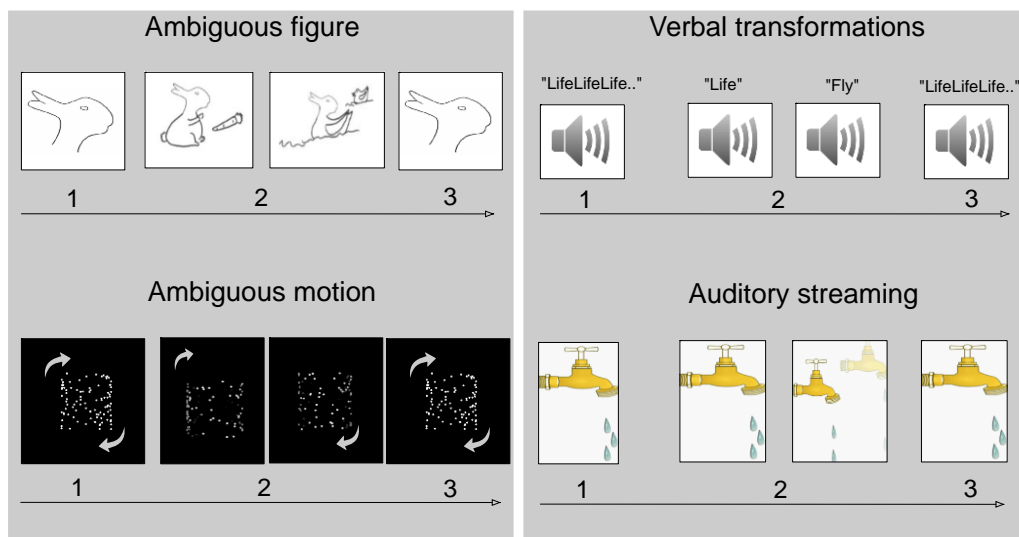 Ambiguous figure
1 2 3
Verbal transformations
"LifeLifeLife.." "Life" "Fly" "LifeLifeLife.."
1 2 3
Ambiguous motion
1 2 3
Auditory streaming
1 2 3